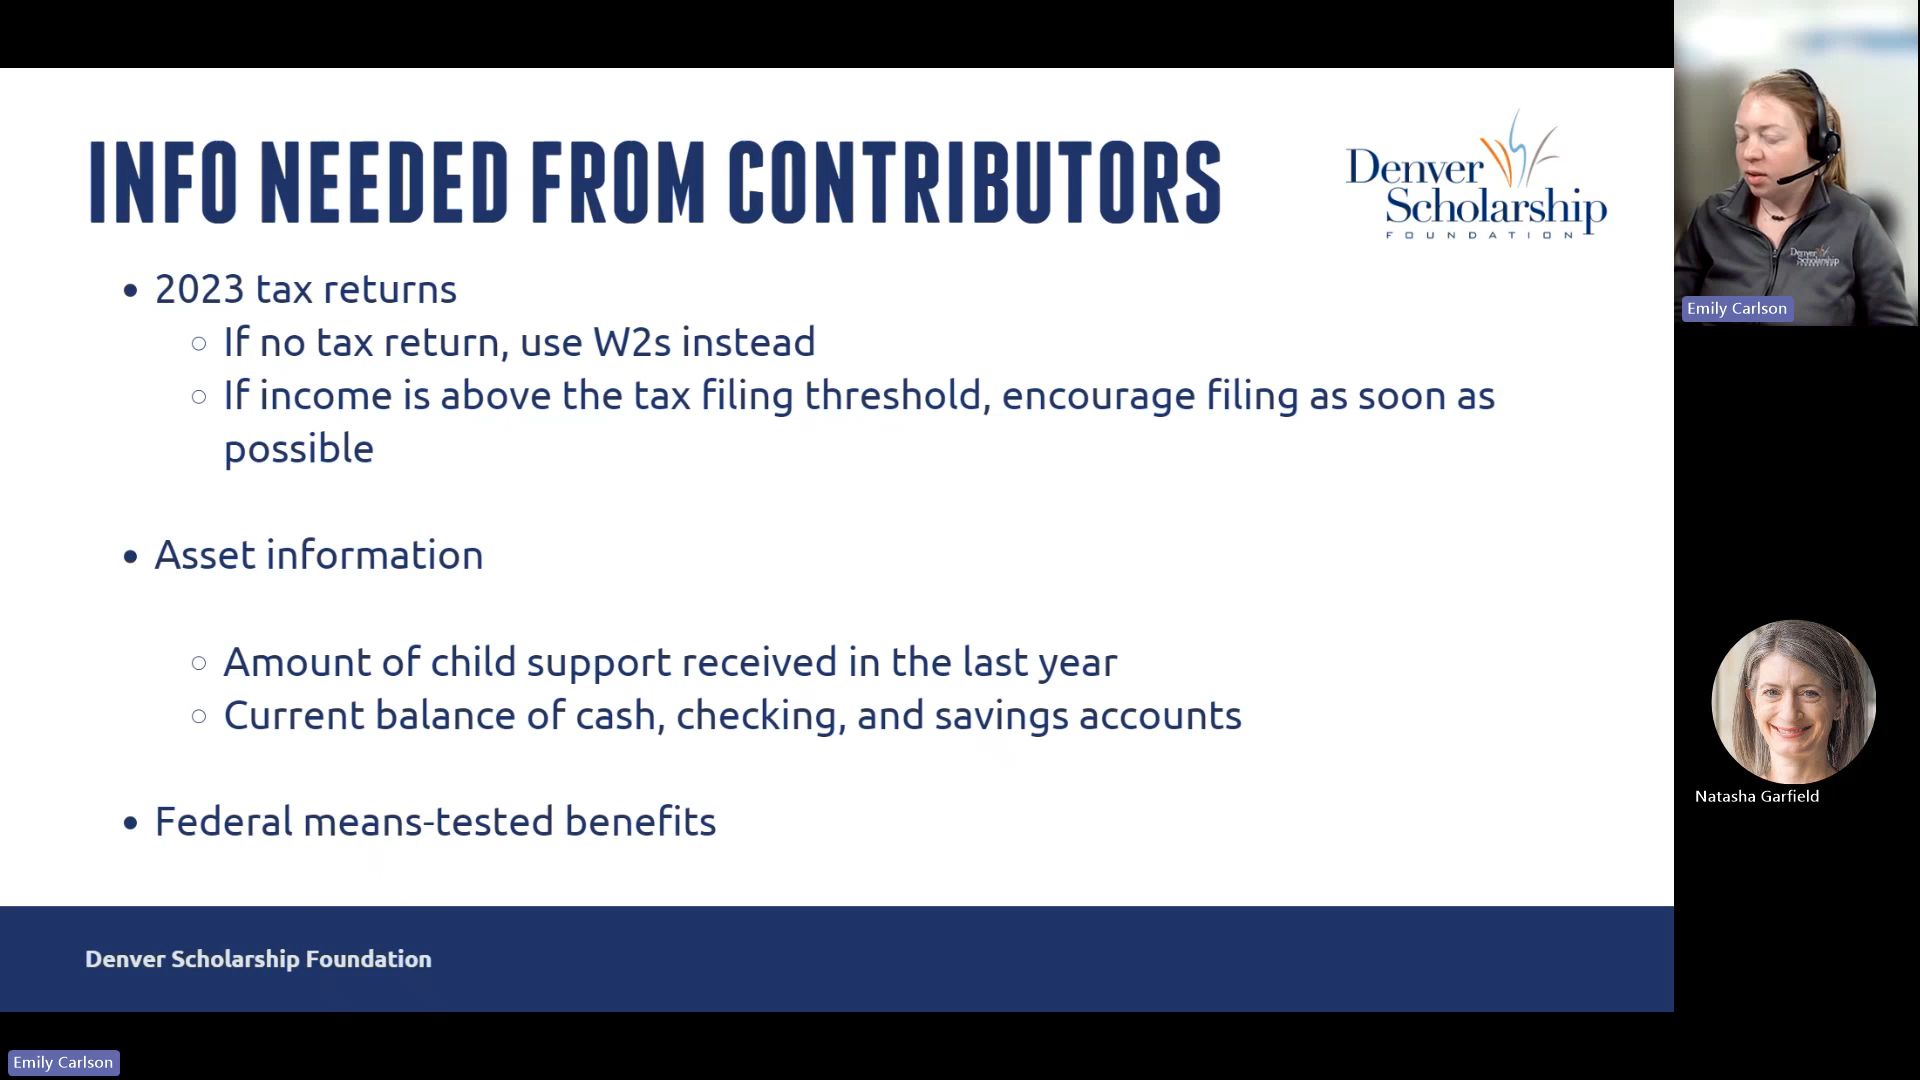 INFO NEEDED FROM CONTRIBUTORS
Denver
Scholarship
FOUNDATION
• 2023 tax returns
○ If no tax return, use W2s instead
○ If income is above the tax filing threshold, encourage filing as soon as
possible
• Asset information
○ Amount of child support received in the last year
○ Current balance of cash, checking, and savings accounts
• Federal means-tested benefits
Denver Scholarship Foundation
Denver
Scholarship
FOUNDATION
Emily Carlson
Natasha Garfield
Emily Carlson